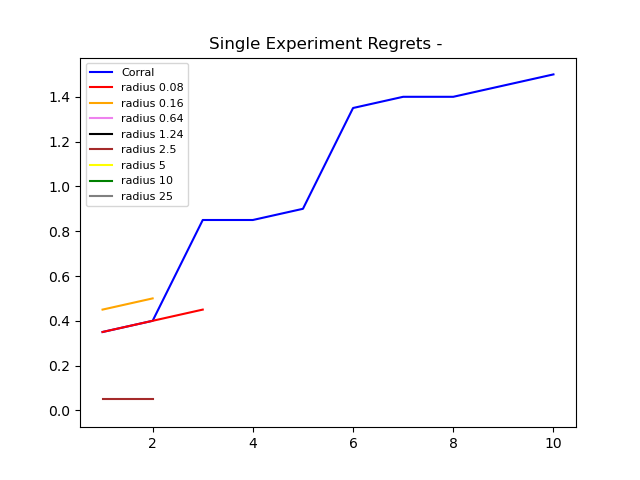 Single Experiment Regrets -
Corral
radius 0.08
radius 0.16
radius 0.64
radius 1.24
radius 2.5
radius 5
radius 10
radius 25
1.4
1.2
1.0
0.8
0.6
0.4
0.2
0.0
2 4 6 8 10